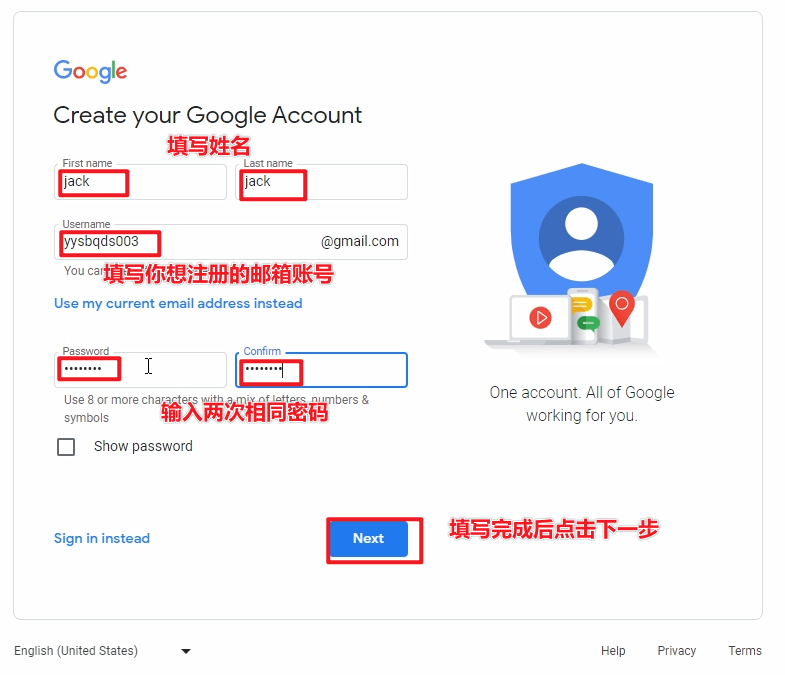 Google
Create your Google Account
填写姓名
First name
Last name
jack
jack
Username
yysbqds003
@gmail.com
You can
填写你想注册的邮箱账号
Use my current email address instead
Password
Confirm
••••••••
••••••••
Use 8 or more characters with a mix of letters, numbers &
symbols
输入两次相同密码
Show password
One account. All of Google
working for you.
Sign in instead
Next
填写完成后点击下一步
English (United States)
Help
Privacy
Terms